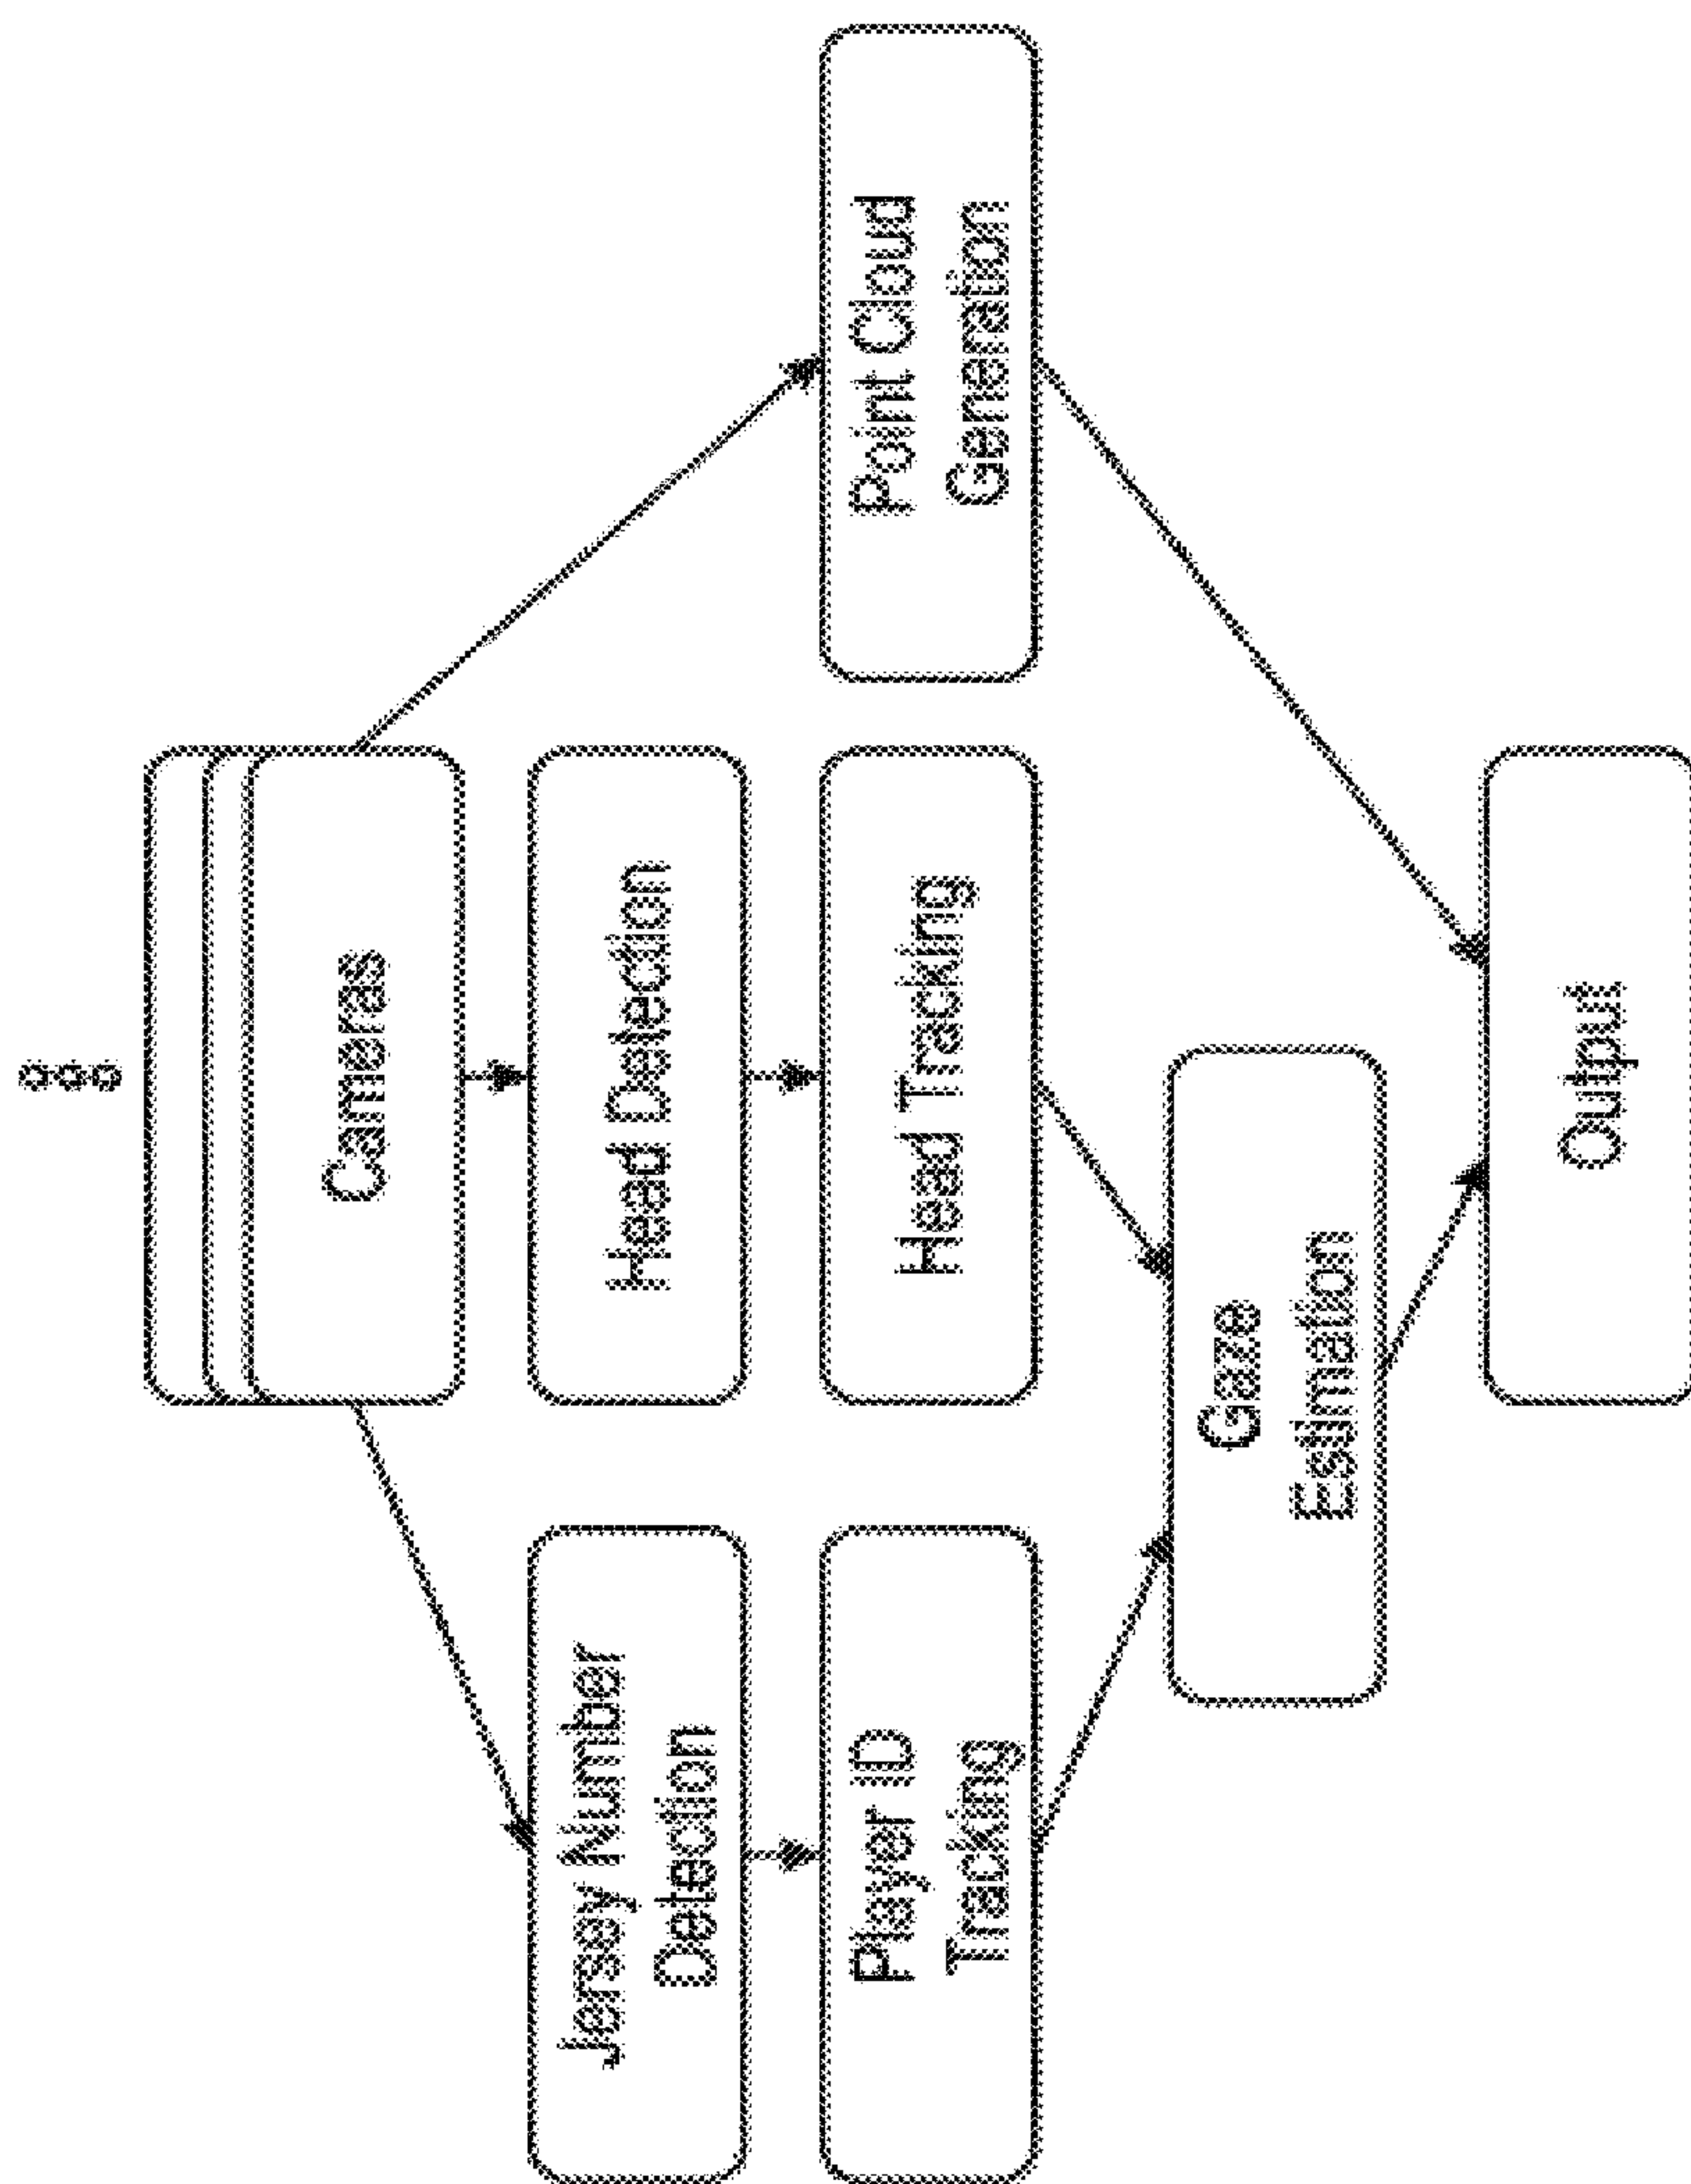 Cameras
Jersey Number
Detection
Head Detection
Player ID
Tracking
Head Tracking
Point Cloud
Generation
Gaze
Estimation
Output